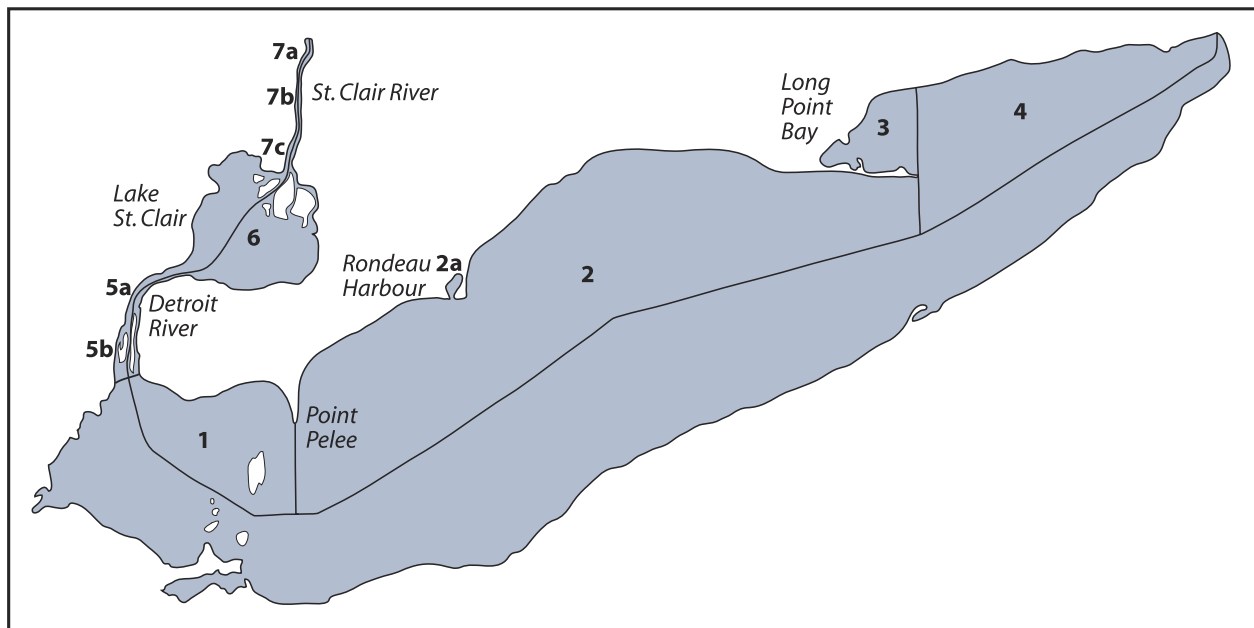 7a
7b
St. Clair River
7c
Long
Point
Bay
3
4
Lake
St. Clair
6
Rondeau 2a
Harbour
2
5a
Detroit
River
5b
1
Point
Pelee